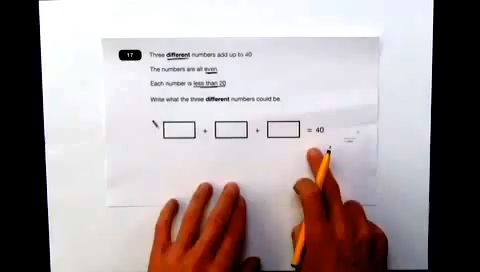 17 Three different numbers add up to 40
The numbers are all even.
Each number is less than 20.
Write what the three different numbers could be.
+ + = 40